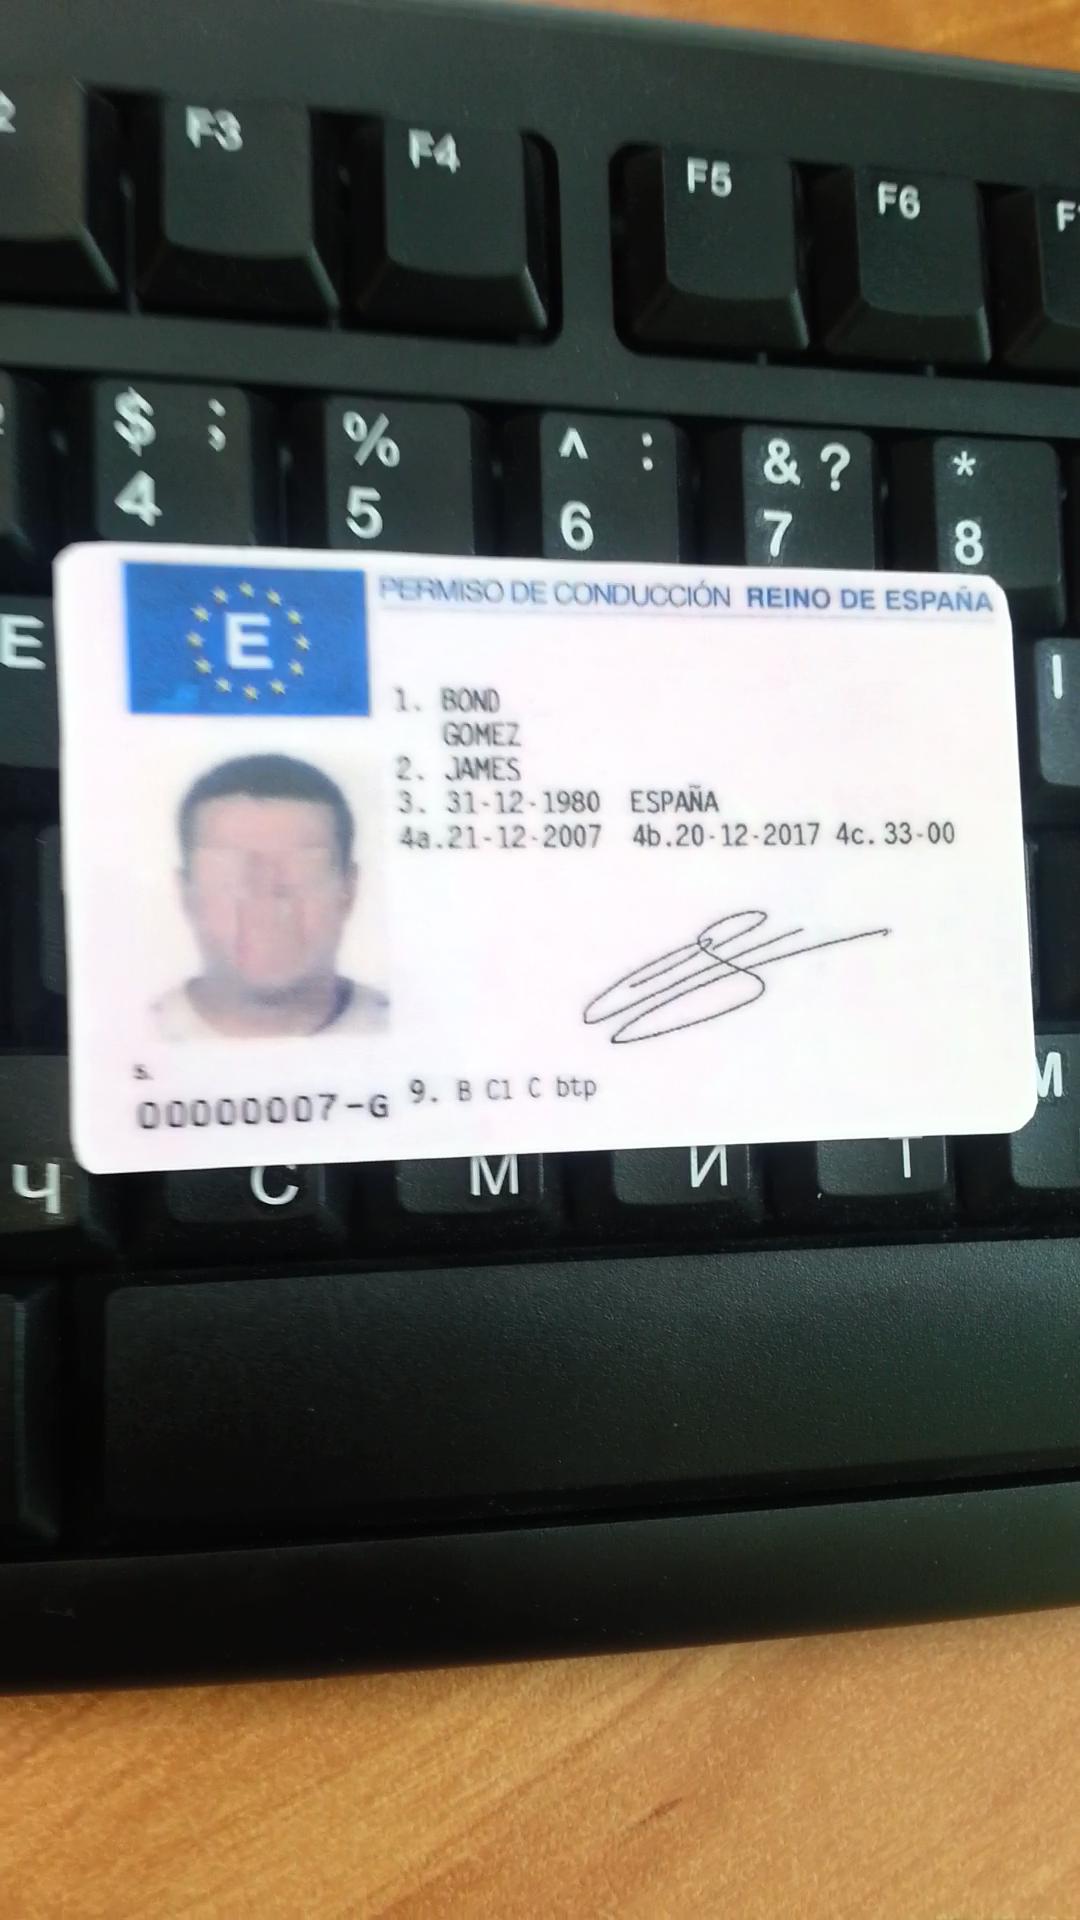 F3 F4 F5 F6
$ ; % ^ : & ? *
4 5 6 7 8
E
E
PERMISO DE CONDUCCIÓN REINO DE ESPAÑA
1. BOND
GOMEZ
2. JAMES
3. 31-12-1980 ESPAÑA
4a.21-12-2007 4b.20-12-2017 4c. 33-00
5.
00000007-G
9. B C1 C btp
Ч С М И Т